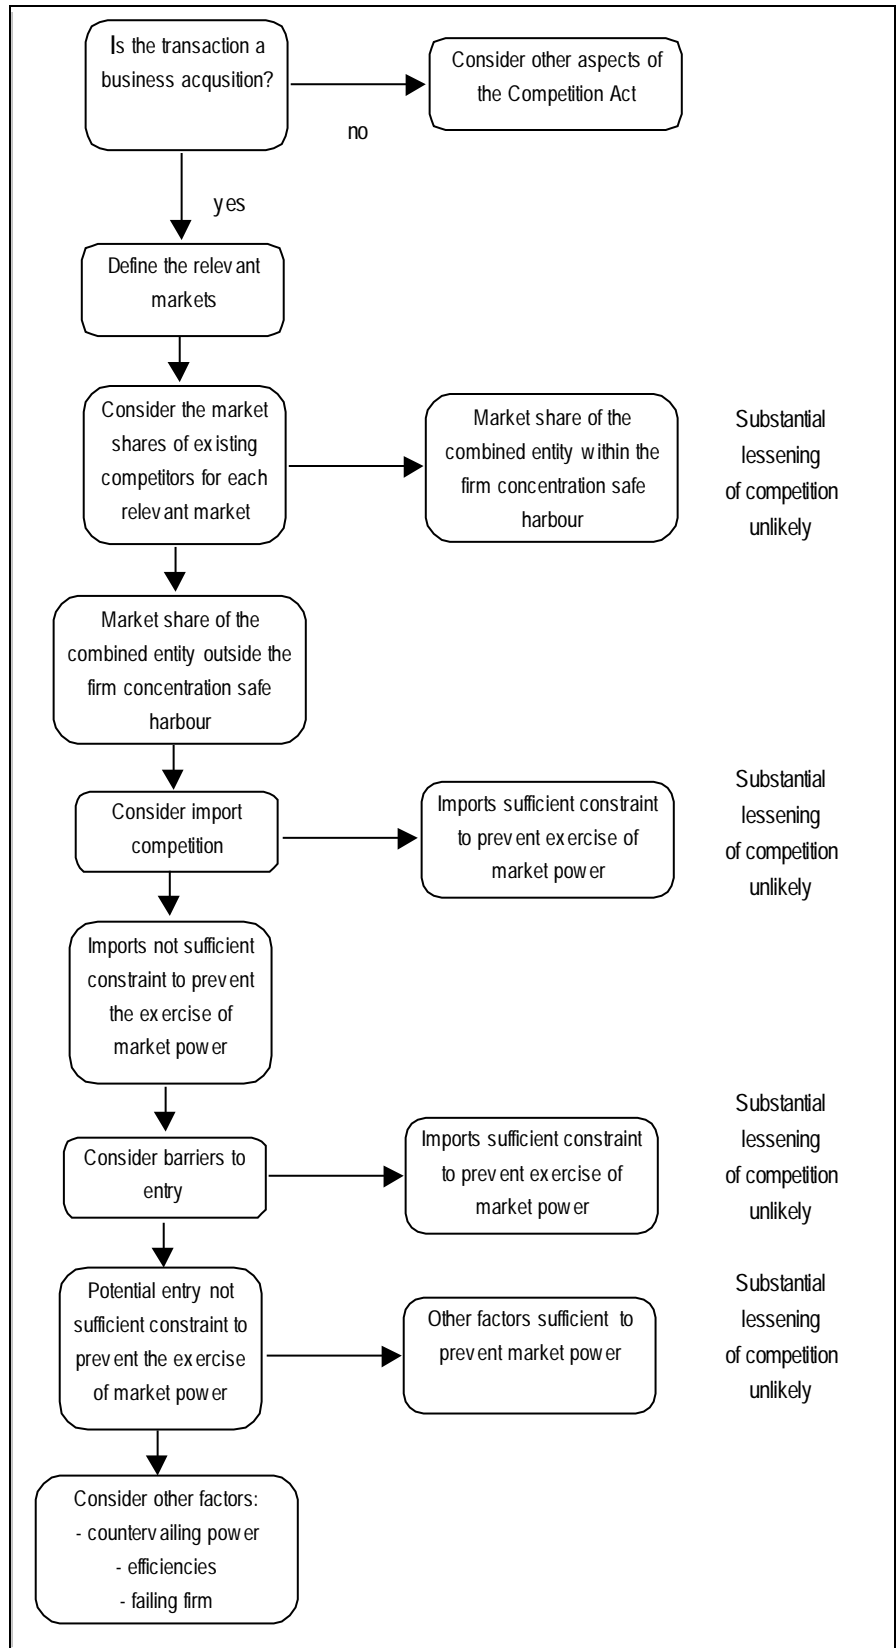 Is the transaction a
business acqusition?
Consider other aspects of
the Competition Act
no
yes
Define the relevant
markets
Consider the market
shares of existing
competitors for each
relevant market
Market share of the
combined entity within the
firm concentration safe
harbour
Substantial
lessening
of competition
unlikely
Market share of the
combined entity outside the
firm concentration safe
harbour
Consider import
competition
Imports sufficient constraint
to prevent exercise of
market power
Substantial
lessening
of competition
unlikely
Imports not sufficient
constraint to prevent
the exercise of
market power
Consider barriers to
entry
Imports sufficient constraint
to prevent exercise of
market power
Substantial
lessening
of competition
unlikely
Potential entry not
sufficient constraint to
prevent the exercise
of market power
Other factors sufficient to
prevent market power
Substantial
lessening
of competition
unlikely
Consider other factors:
- countervailing power
- efficiencies
- failing firm